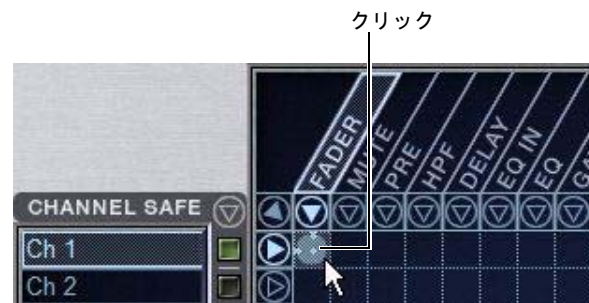 クリック
FADER
MUTE
PRE
HPF
DELAY
EQ IN
EQ
CHANNEL SAFE
Ch 1
Ch 2